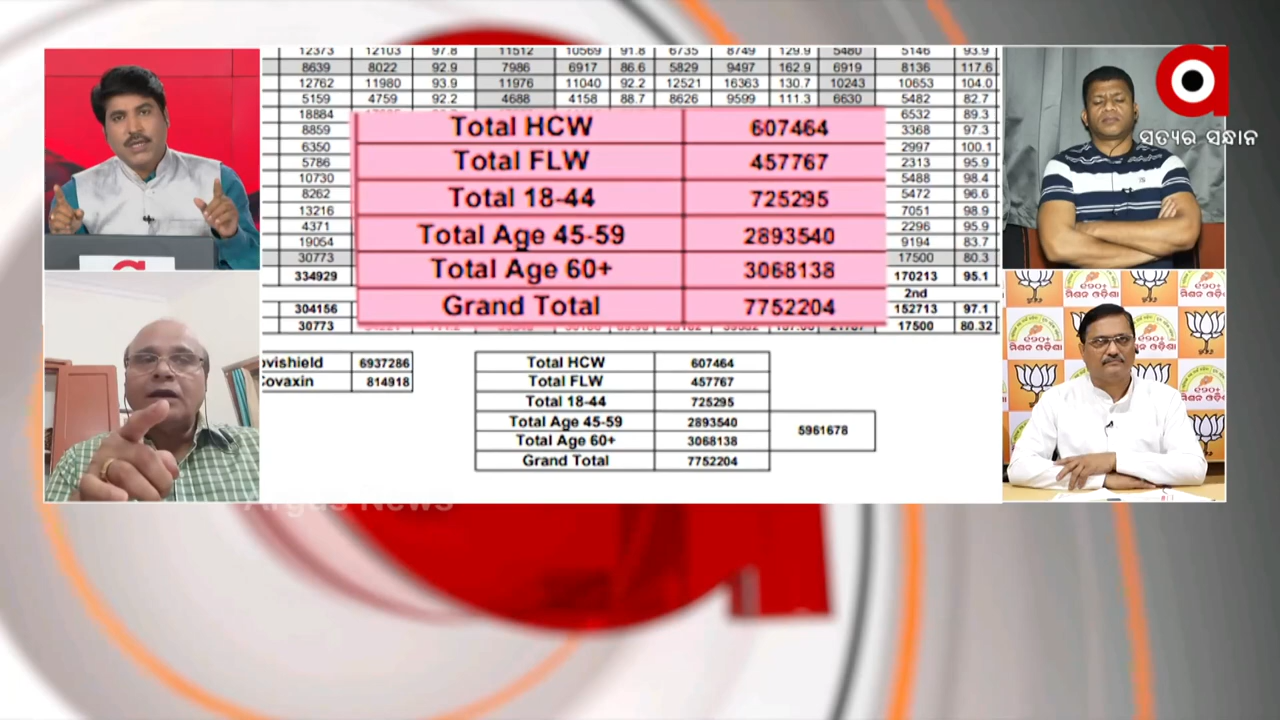 12373 12103 97.8 11512 10569 91.8 6735 8749 129.9 5480 5146 93.9
8639 8022 92.9 7986 6917 86.6 5829 9497 162.9 6919 8136 117.6
12762 11980 93.9 11976 11040 92.2 12521 16363 130.7 10243 10653 104.0
5159 4759 92.2 4688 4158 88.7 8626 9599 111.3 6630 5482 82.7
18884 6532 89.3
8859 3368 97.3
6350 2997 100.1
5786 2313 95.9
10730 5488 98.4
8262 5472 96.6
13216 7051 98.9
4371 2296 95.9
19054 9194 83.7
30773 17500 80.3
334929 170213 95.1
2nd
304156 152713 97.1
30773 17500 80.32
Total HCW 607464
Total FLW 457767
Total 18-44 725295
Total Age 45-59 2893540
Total Age 60+ 3068138
Grand Total 7752204
ovishield 6937286
Covaxin 814918
Total HCW 607464
Total FLW 457767
Total 18-44 725295
Total Age 45-59 2893540
Total Age 60+ 3068138
Grand Total 7752204
5961678
ସତ୍ୟର ସନ୍ଧାନ
୧୨୦+
ମିଶନ ଓଡ଼ିଶା
Argus News